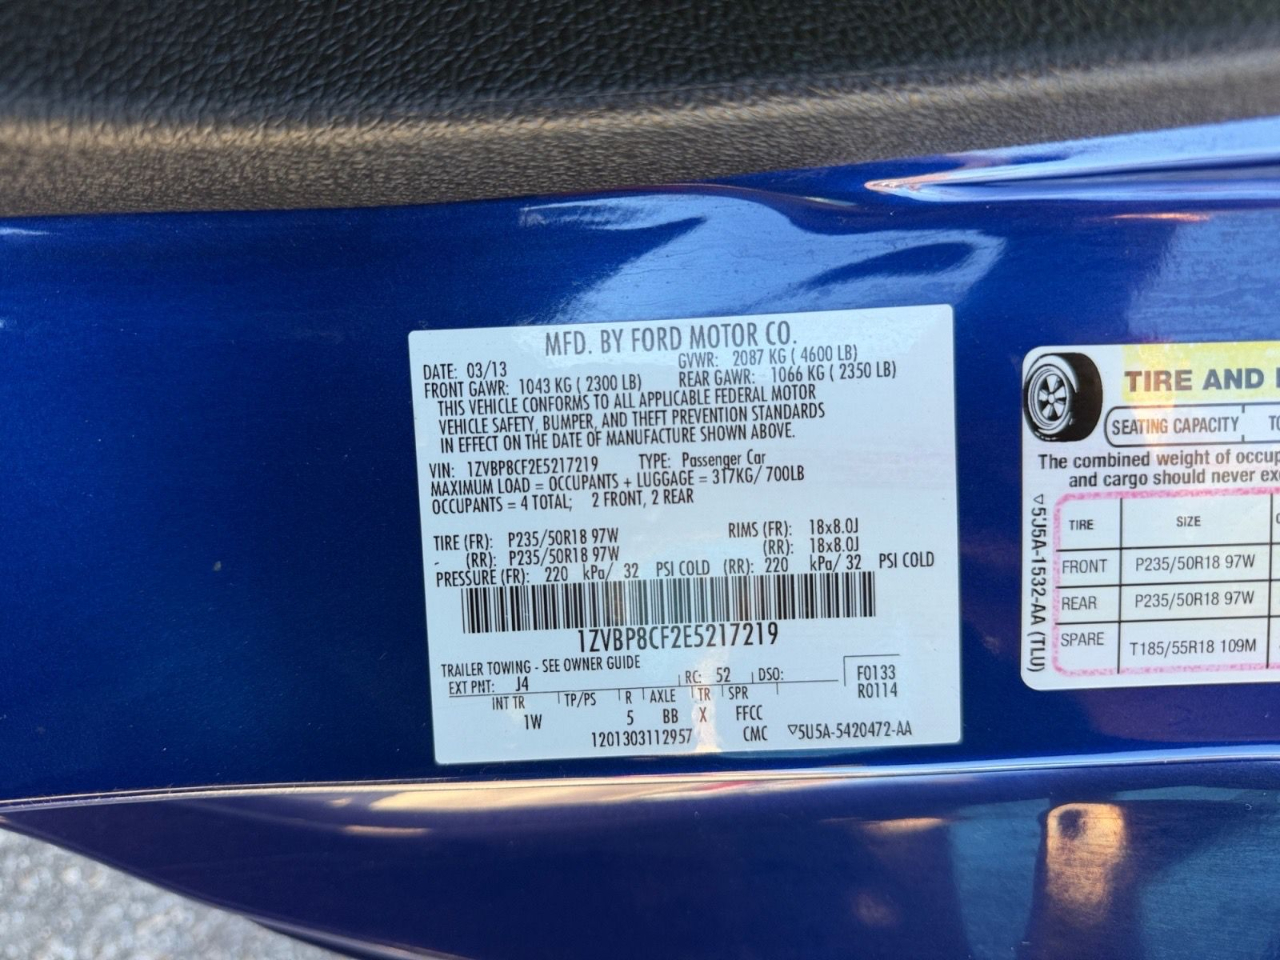 MFD. BY FORD MOTOR CO.
DATE: 03/13
GVWR: 2087 KG ( 4600 LB)
FRONT GAWR: 1043 KG ( 2300 LB)
REAR GAWR: 1066 KG ( 2350 LB)
THIS VEHICLE CONFORMS TO ALL APPLICABLE FEDERAL MOTOR
VEHICLE SAFETY, BUMPER, AND THEFT PREVENTION STANDARDS
IN EFFECT ON THE DATE OF MANUFACTURE SHOWN ABOVE.
VIN: 1ZVBP8CF2E5217219 TYPE: Passenger Car
MAXIMUM LOAD = OCCUPANTS + LUGGAGE = 317KG/ 700LB
OCCUPANTS = 4 TOTAL; 2 FRONT, 2 REAR
TIRE (FR): P235/50R18 97W RIMS (FR): 18x8.0J
(RR): P235/50R18 97W (RR): 18x8.0J
PRESSURE (FR): 220 kPa/ 32 PSI COLD (RR): 220 kPa/ 32 PSI COLD
1ZVBP8CF2E5217219
TRAILER TOWING - SEE OWNER GUIDE
EXT PNT: J4 RC: 52 DSO: F0133
R0114
INT TR TP/PS R AXLE TR SPR
1W 5 BB X FFCC
1201303112957 CMC ▽5U5A-5420472-AA
TIRE AND
SEATING CAPACITY
The combined weight of
and cargo should never
TIRE SIZE
FRONT P235/50R18 97W
REAR P235/50R18 97W
SPARE T185/55R18 109M
▽5U5A-1532-AA (TLU)